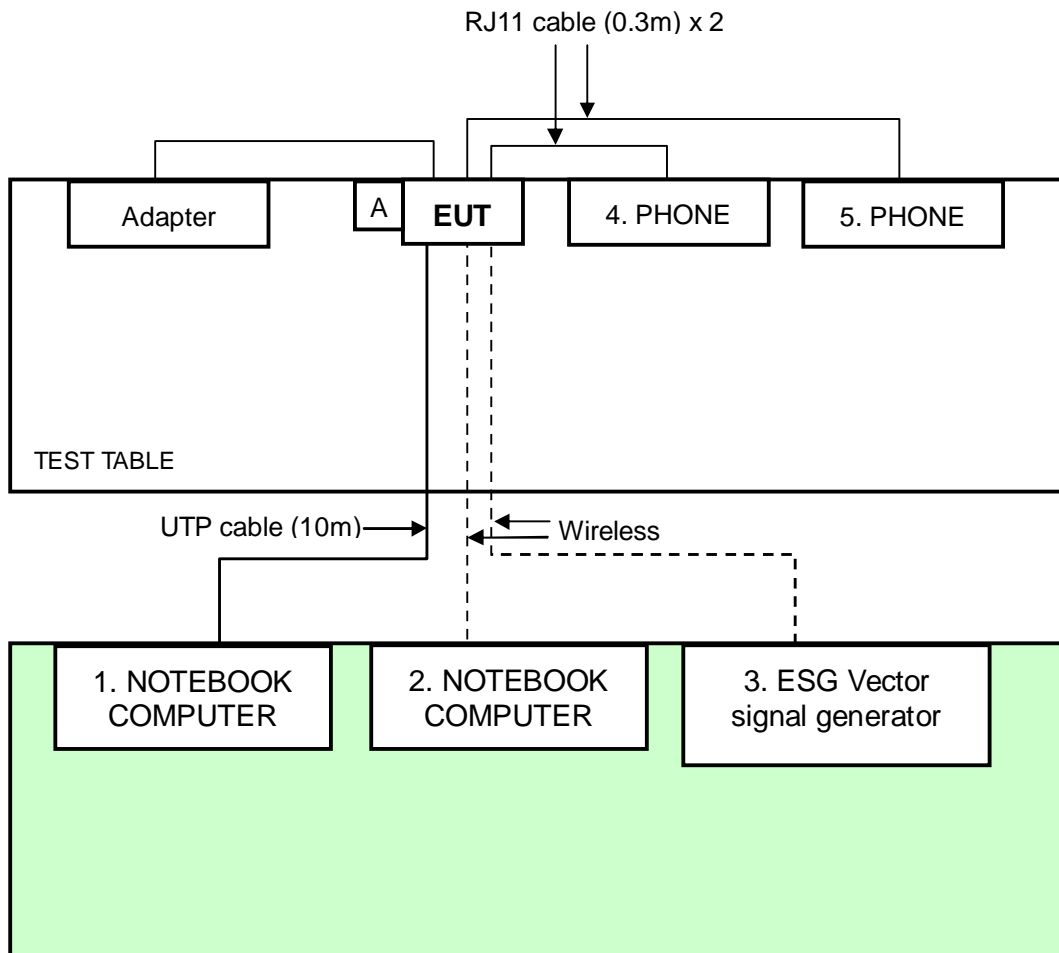 RJ11 cable (0.3m) x 2
Adapter
A
EUT
4. PHONE
5. PHONE
TEST TABLE
UTP cable (10m)
Wireless
1. NOTEBOOK
COMPUTER
2. NOTEBOOK
COMPUTER
3. ESG Vector
signal generator